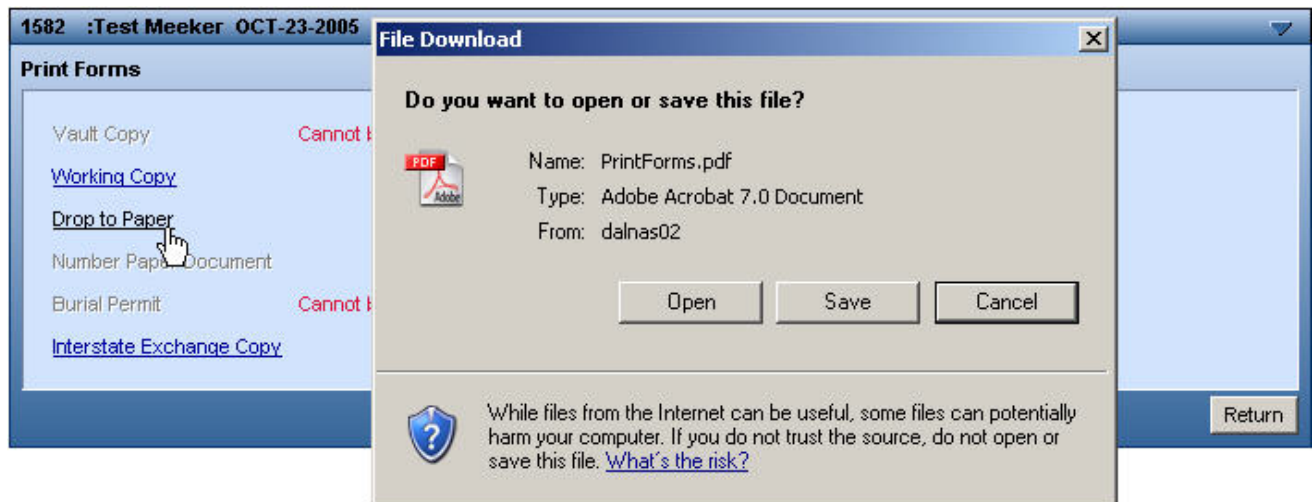 1582 :Test Meeker OCT-23-2005
Print Forms
Vault Copy Cannot
Working Copy
Drop to Paper
Number Paper Document
Burial Permit Cannot
Interstate Exchange Copy
Return
File Download
Do you want to open or save this file?
PDF
Adobe
Name: PrintForms.pdf
Type: Adobe Acrobat 7.0 Document
From: dalnas02
Open Save Cancel
While files from the Internet can be useful, some files can potentially
harm your computer. If you do not trust the source, do not open or
save this file. What's the risk?